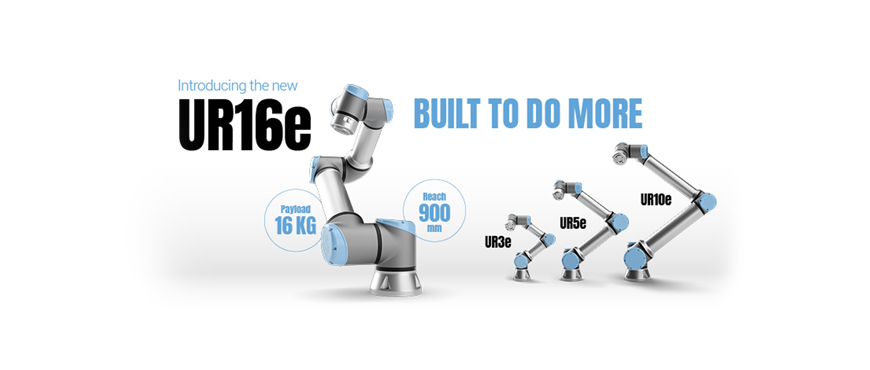 Introducing the new
UR16e
BUILT TO DO MORE
Payload
16 KG
Reach
900
mm
UR3e
UR5e
UR10e